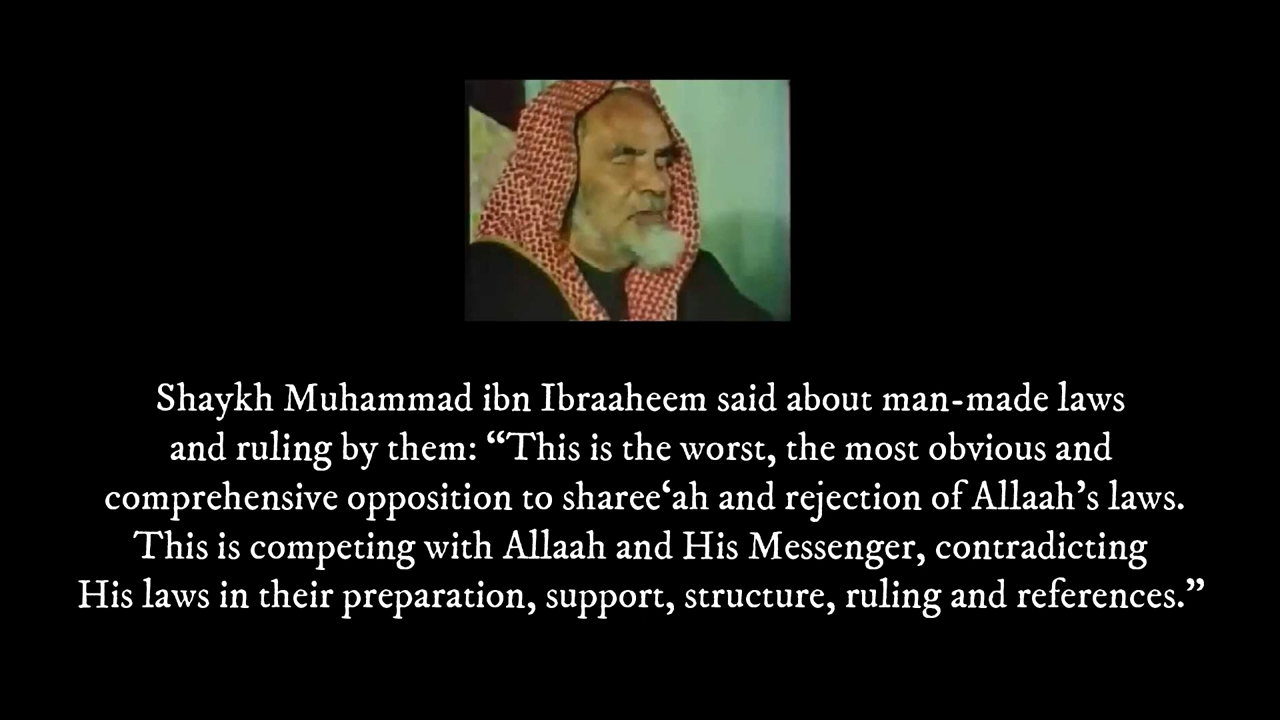 Shaykh Muhammad ibn Ibraaheem said about man-made laws
and ruling by them: “This is the worst, the most obvious and
comprehensive opposition to sharee‘ah and rejection of Allaah’s laws.
This is competing with Allaah and His Messenger, contradicting
His laws in their preparation, support, structure, ruling and references.”